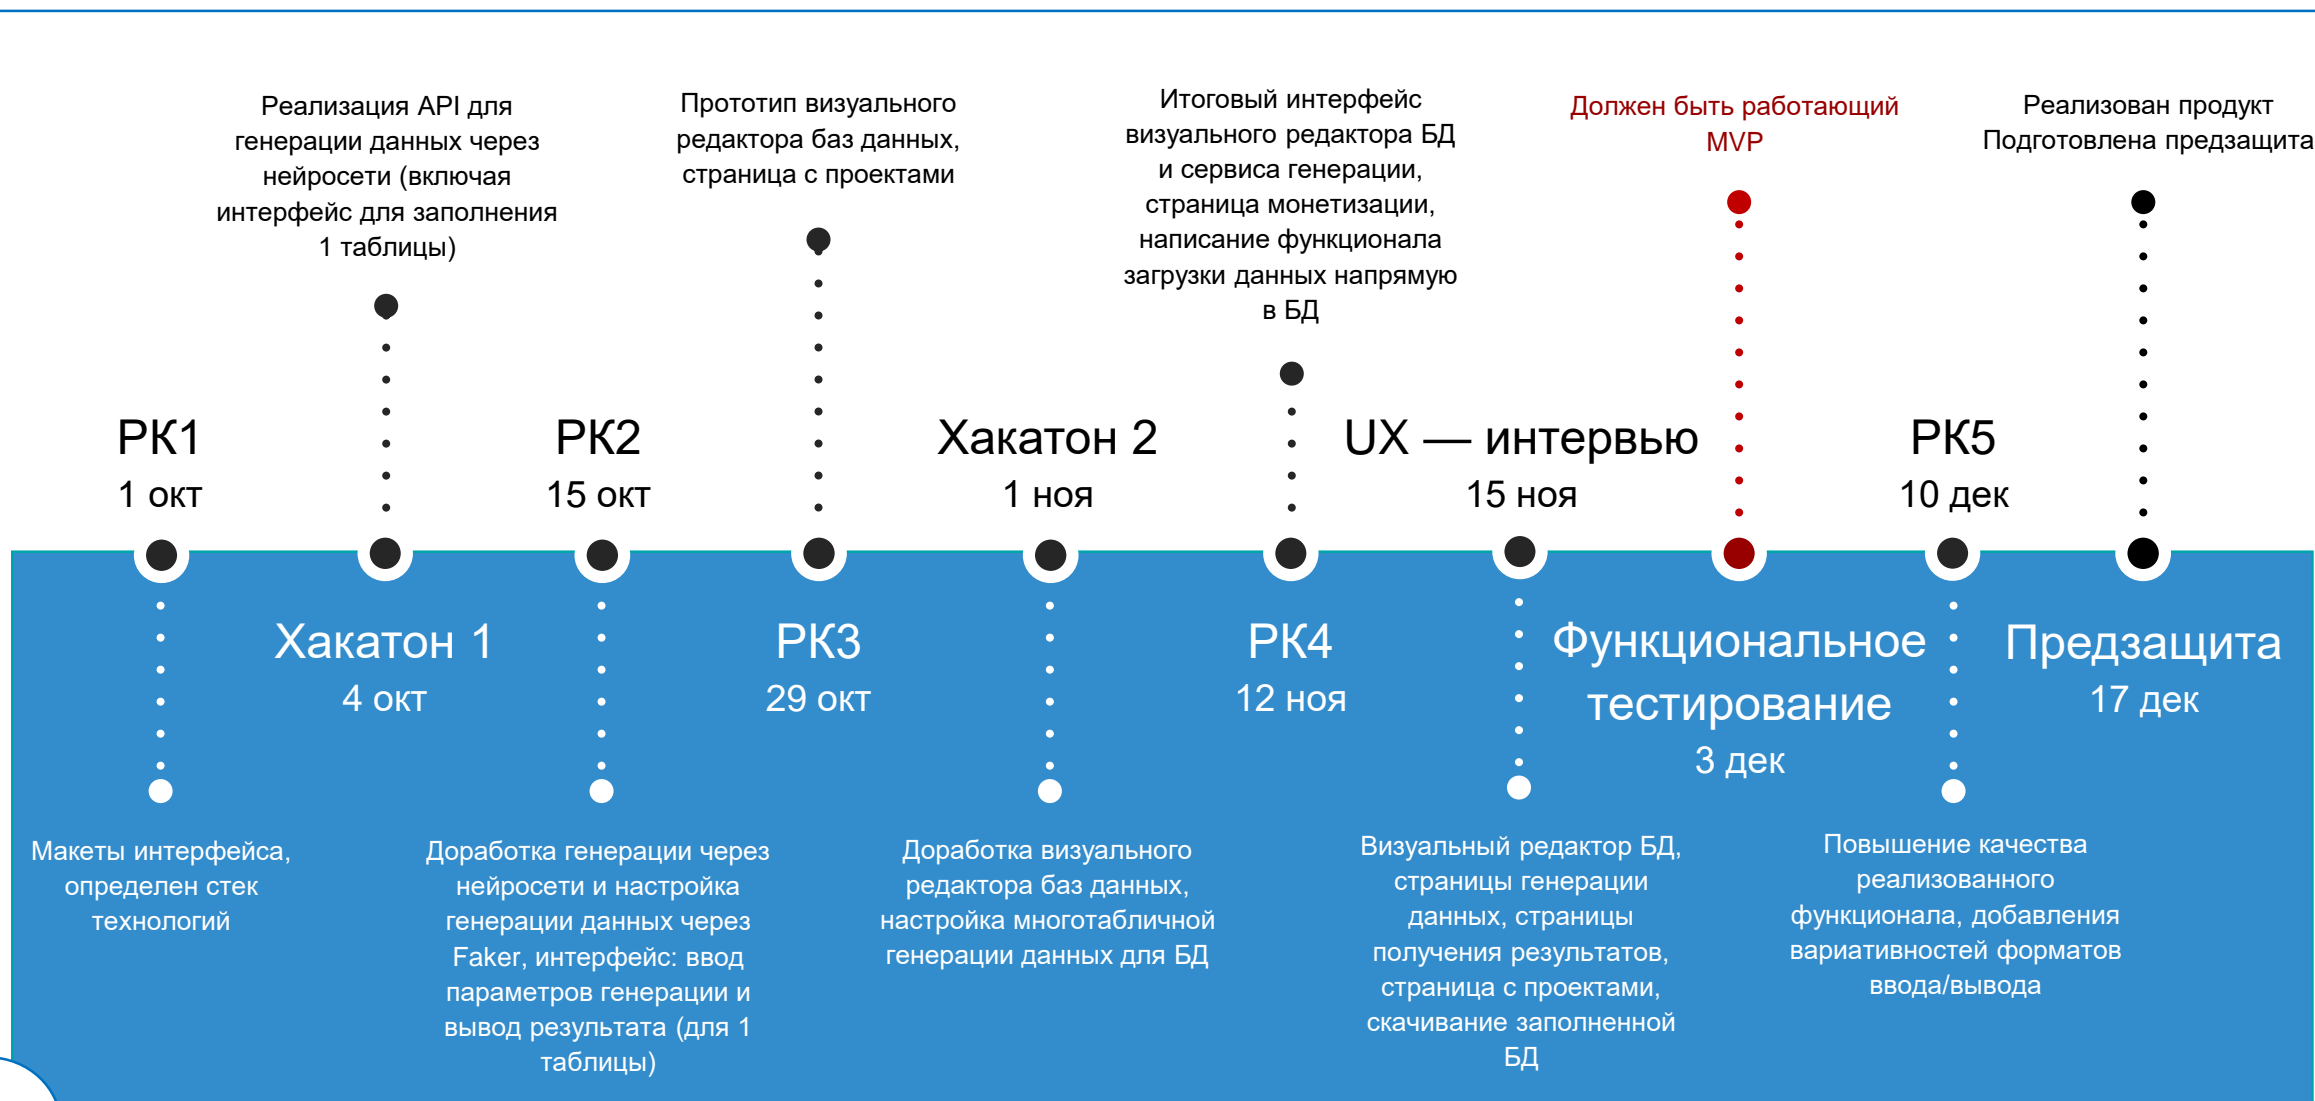 Реализация API для
генерации данных через
нейросети (включая
интерфейс для заполнения
1 таблицы)
Прототип визуального
редактора баз данных,
страница с проектами
Итоговый интерфейс
визуального редактора БД
и сервиса генерации,
страница монетизации,
написание функционала
загрузки данных напрямую
в БД
Должен быть работающий
MVP
Реализован продукт
Подготовлена предзащита
РК1
1 окт
РК2
15 окт
Хакатон 2
1 ноя
UX — интервью
15 ноя
РК5
10 дек
Хакатон 1
4 окт
РК3
29 окт
РК4
12 ноя
Функциональное
тестирование
3 дек
Предзащита
17 дек
Макеты интерфейса,
определен стек
технологий
Доработка генерации через
нейросети и настройка
генерации данных через
Faker, интерфейс: ввод
параметров генерации и
вывод результата (для 1
таблицы)
Доработка визуального
редактора баз данных,
настройка многотабличной
генерации данных для БД
Визуальный редактор БД,
страницы генерации
данных, страницы
получения результатов,
страница с проектами,
скачивание заполненной
БД
Повышение качества
реализованного
функционала, добавления
вариативностей форматов
ввода/вывода